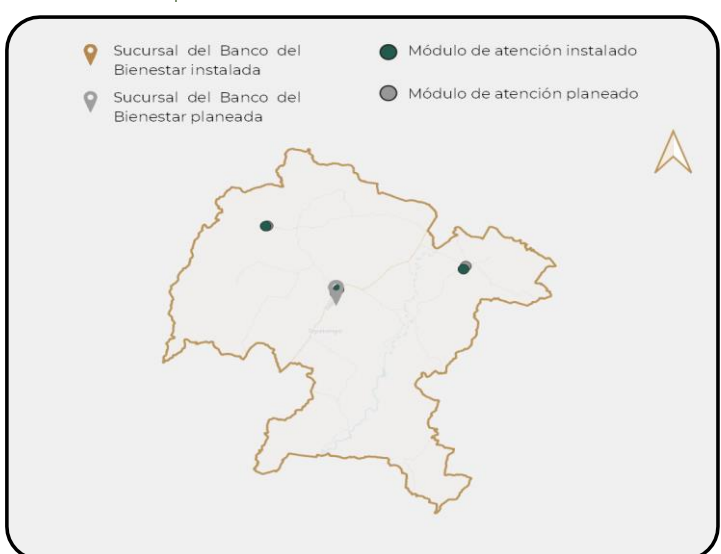 Sucursal del Banco del
Bienestar instalada
Sucursal del Banco del
Bienestar planeada
Módulo de atención instalado
Módulo de atención planeado